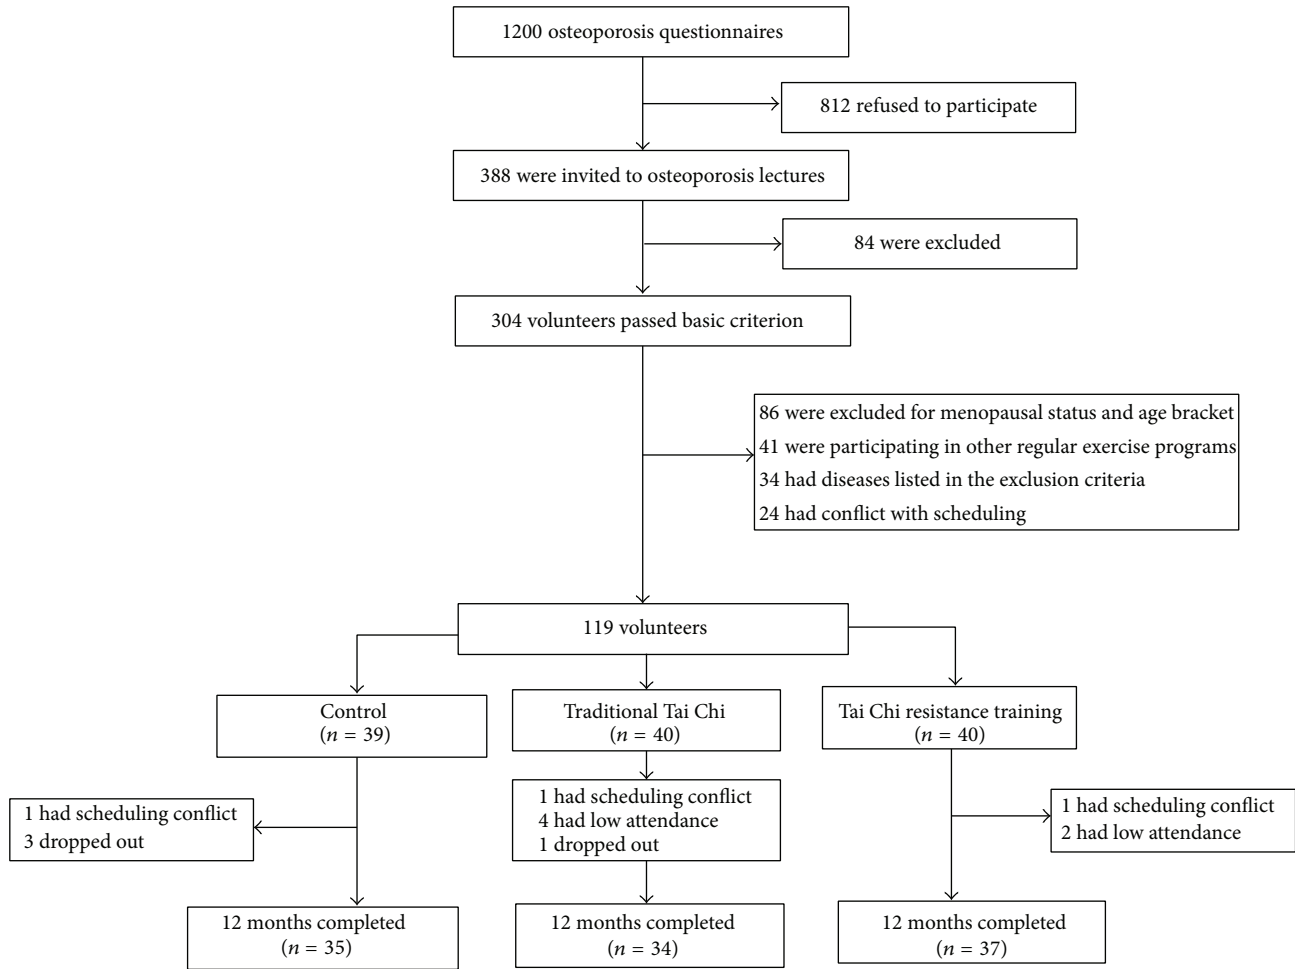 1200 osteoporosis questionnaires
812 refused to participate
388 were invited to osteoporosis lectures
84 were excluded
304 volunteers passed basic criterion
86 were excluded for menopausal status and age bracket
41 were participating in other regular exercise programs
34 had diseases listed in the exclusion criteria
24 had conflict with scheduling
119 volunteers
Control
(n = 39)
Traditional Tai Chi
(n = 40)
Tai Chi resistance training
(n = 40)
1 had scheduling conflict
3 dropped out
1 had scheduling conflict
4 had low attendance
1 dropped out
1 had scheduling conflict
2 had low attendance
12 months completed
(n = 35)
12 months completed
(n = 34)
12 months completed
(n = 37)